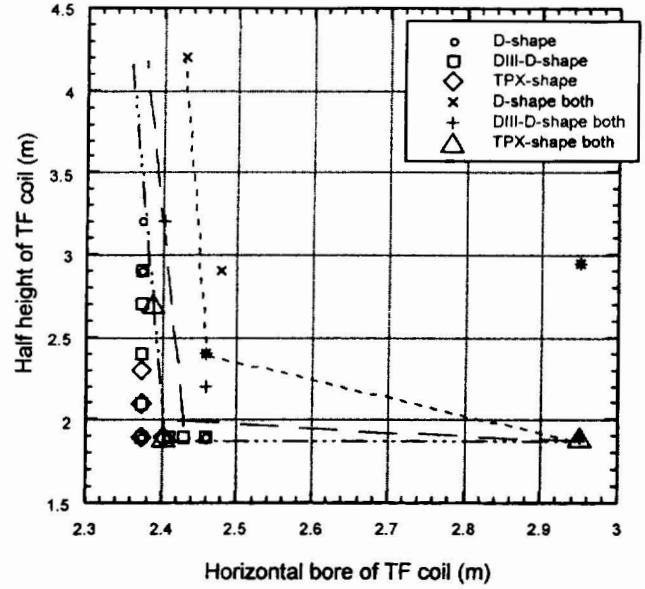 4.5
4
3.5
3
2.5
2
1.5
Half height of TF coil (m)
D-shape
DIII-D-shape
TPX-shape
D-shape both
DIII-D-shape both
TPX-shape both
2.3 2.4 2.5 2.6 2.7 2.8 2.9 3
Horizontal bore of TF coil (m)